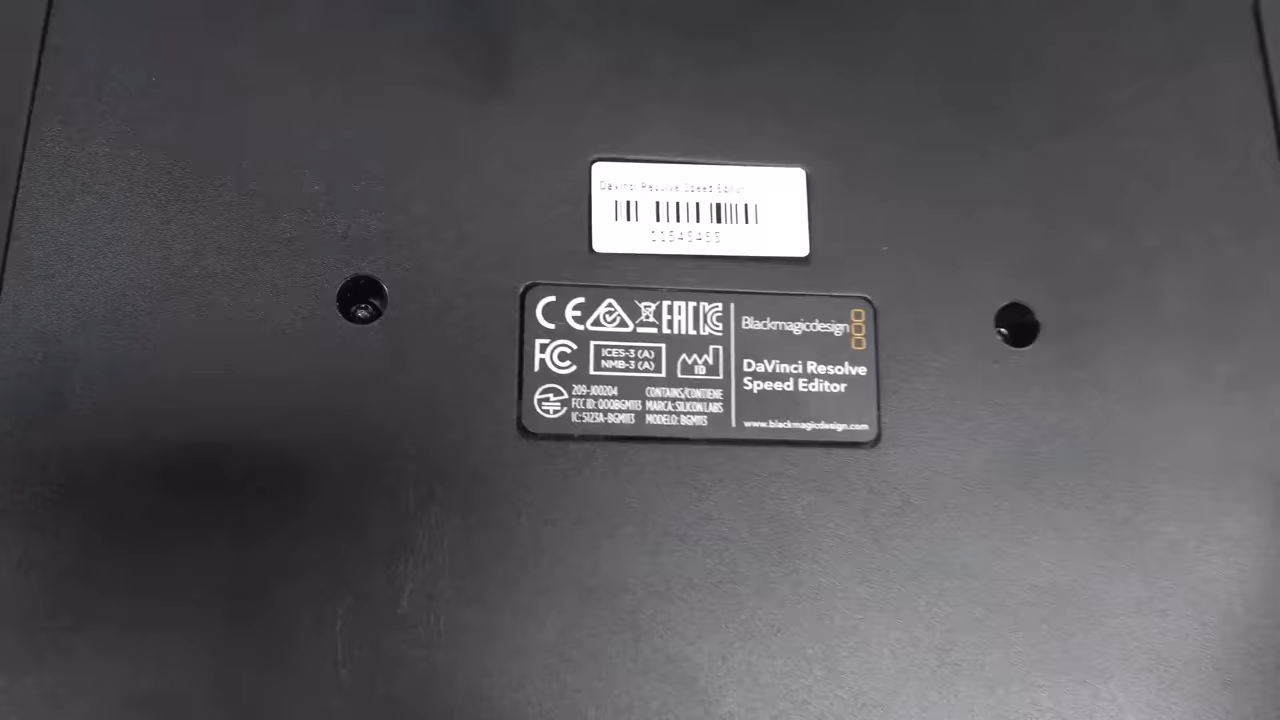 DaVinci Resolve Speed Editor
11545455
CE EAC
FC
ICES-3 (A)
NMB-3 (A)
ID
209-J00204
FCC ID: QOQBGM113
IC: 5123A-BGM113
CONTAINS/CONTIENE
MARCA: SILICON LABS
MODELO: BGM113
Blackmagicdesign
DaVinci Resolve
Speed Editor
www.blackmagicdesign.com